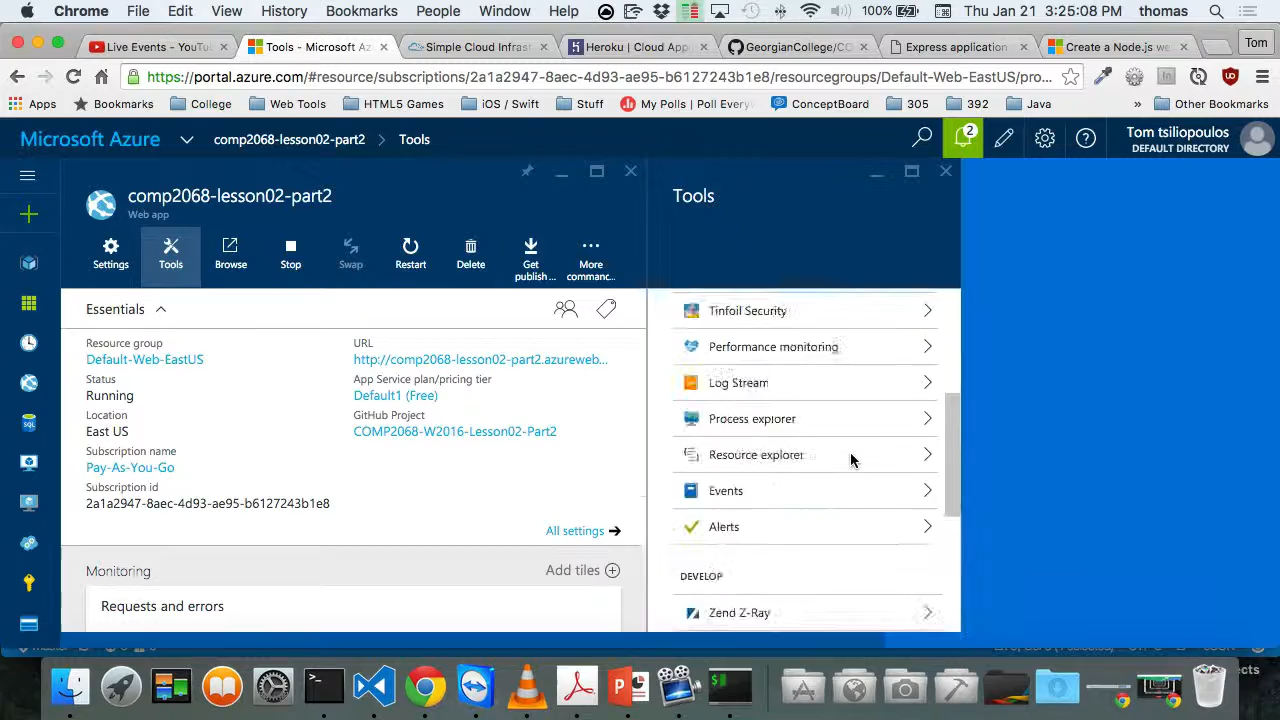 Chrome File Edit View History Bookmarks People Window Help 100% Thu Jan 21 3:25:08 PM thomas
Live Events - YouTu Tools - Microsoft Az Simple Cloud Infrast Heroku | Cloud App GeorgianCollege/CO Express application Create a Node.js we Tom
https://portal.azure.com/#resource/subscriptions/2a1a2947-8aec-4d93-ae95-b6127243b1e8/resourcegroups/Default-Web-EastUS/pro...
Apps Bookmarks College Web Tools HTML5 Games iOS / Swift Stuff My Polls | Poll Every ConceptBoard 305 392 Java » Other Bookmarks
Microsoft Azure comp2068-lesson02-part2 > Tools 2 Tom tsiliopoulos
DEFAULT DIRECTORY
comp2068-lesson02-part2
Web app
Settings Tools Browse Stop Swap Restart Delete Get publish ... More commanc...
Essentials
Resource group
Default-Web-EastUS
Status
Running
Location
East US
Subscription name
Pay-As-You-Go
Subscription id
2a1a2947-8aec-4d93-ae95-b6127243b1e8
URL
http://comp2068-lesson02-part2.azureweb...
App Service plan/pricing tier
Default1 (Free)
GitHub Project
COMP2068-W2016-Lesson02-Part2
All settings
Monitoring Add tiles
Requests and errors
Tools
Tinfoil Security
Performance monitoring
Log Stream
Process explorer
Resource explorer
Events
Alerts
DEVELOP
Zend Z-Ray